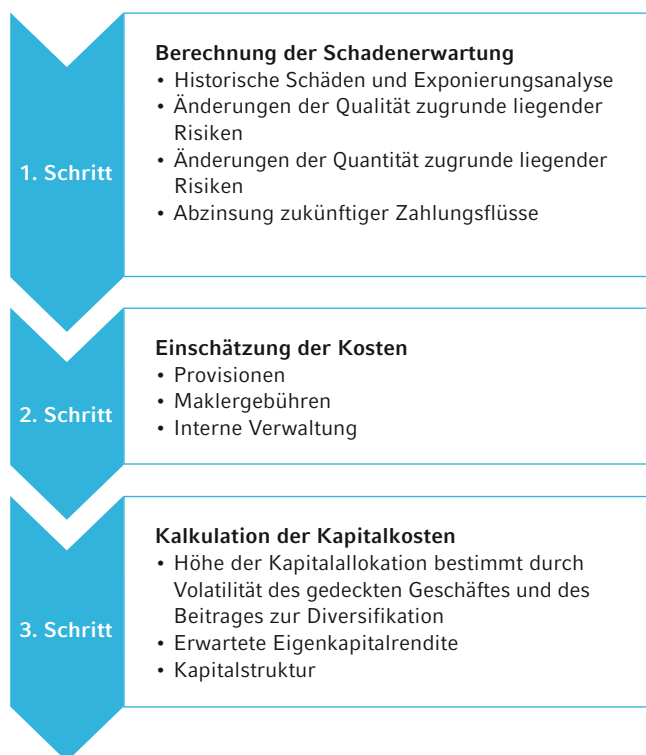 1. Schritt
Berechnung der Schadenerwartung
• Historische Schäden und Exponierungsanalyse
• Änderungen der Qualität zugrunde liegender
Risiken
• Änderungen der Quantität zugrunde liegender
Risiken
• Abzinsung zukünftiger Zahlungsflüsse
2. Schritt
Einschätzung der Kosten
• Provisionen
• Maklergebühren
• Interne Verwaltung
3. Schritt
Kalkulation der Kapitalkosten
• Höhe der Kapitalallokation bestimmt durch
Volatilität des gedeckten Geschäftes und des
Beitrages zur Diversifikation
• Erwartete Eigenkapitalrendite
• Kapitalstruktur